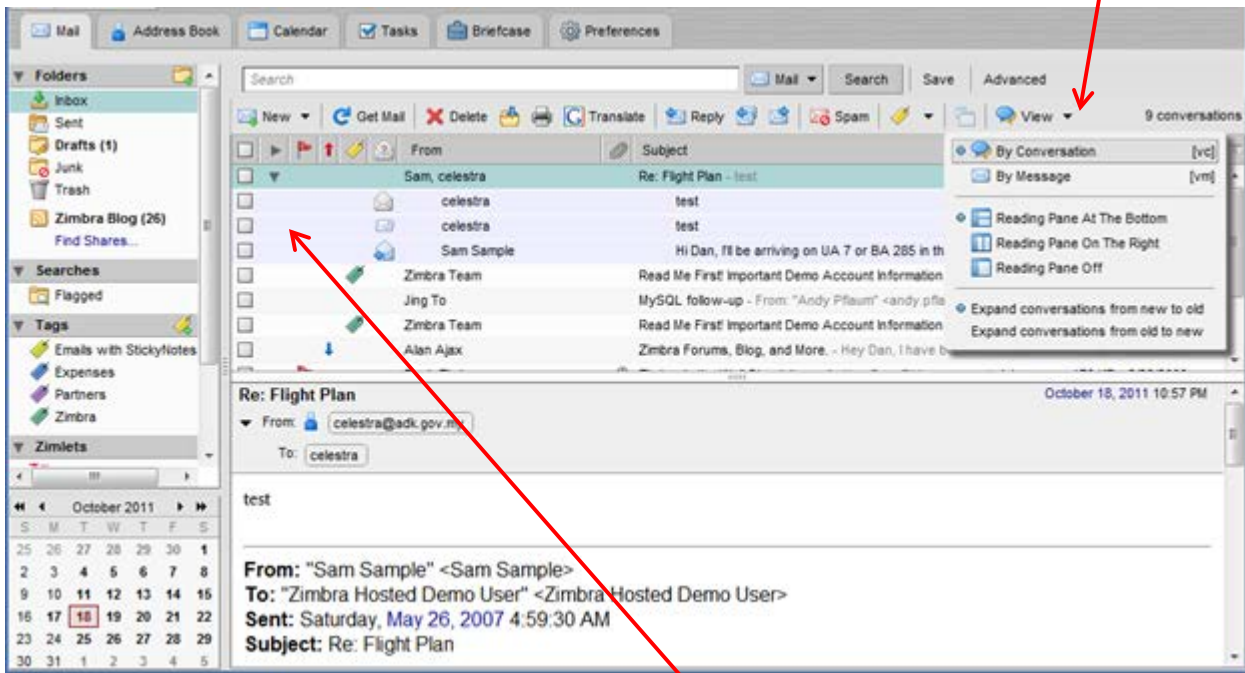 Mail Address Book Calendar Tasks Briefcase Preferences
Folders
Inbox
Sent
Drafts (1)
Junk
Trash
Zimbra Blog (26)
Find Shares...
Searches
Flagged
Tags
Emails with StickyNotes
Expenses
Partners
Zimbra
Zimlets
October 2011
S M T W T F S
25 26 27 28 29 30 1
2 3 4 5 6 7 8
9 10 11 12 13 14 15
16 17 18 19 20 21 22
23 24 25 26 27 28 29
30 31 1 2 3 4 5
Search Mail Search Save Advanced
New Get Mail Delete Translate Reply Spam View 9 conversations
From Subject
Sam, celestra Re: Flight Plan - test
celestra test
celestra test
Sam Sample Hi Dan, I'll be arriving on UA 7 or BA 285 in th
Zimbra Team Read Me First! Important Demo Account Information
Jing To MySQL follow-up - From: "Andy Pflaum" <andy pfla
Zimbra Team Read Me First! Important Demo Account Information
Alan Ajax Zimbra Forums, Blog, and More. - Hey Dan, I have b
By Conversation [vc]
By Message [vm]
Reading Pane At The Bottom
Reading Pane On The Right
Reading Pane Off
Expand conversations from new to old
Expand conversations from old to new
Re: Flight Plan October 18, 2011 10:57 PM
From: celestra@adk.gov.my
To: celestra
test
From: "Sam Sample" <Sam Sample>
To: "Zimbra Hosted Demo User" <Zimbra Hosted Demo User>
Sent: Saturday, May 26, 2007 4:59:30 AM
Subject: Re: Flight Plan